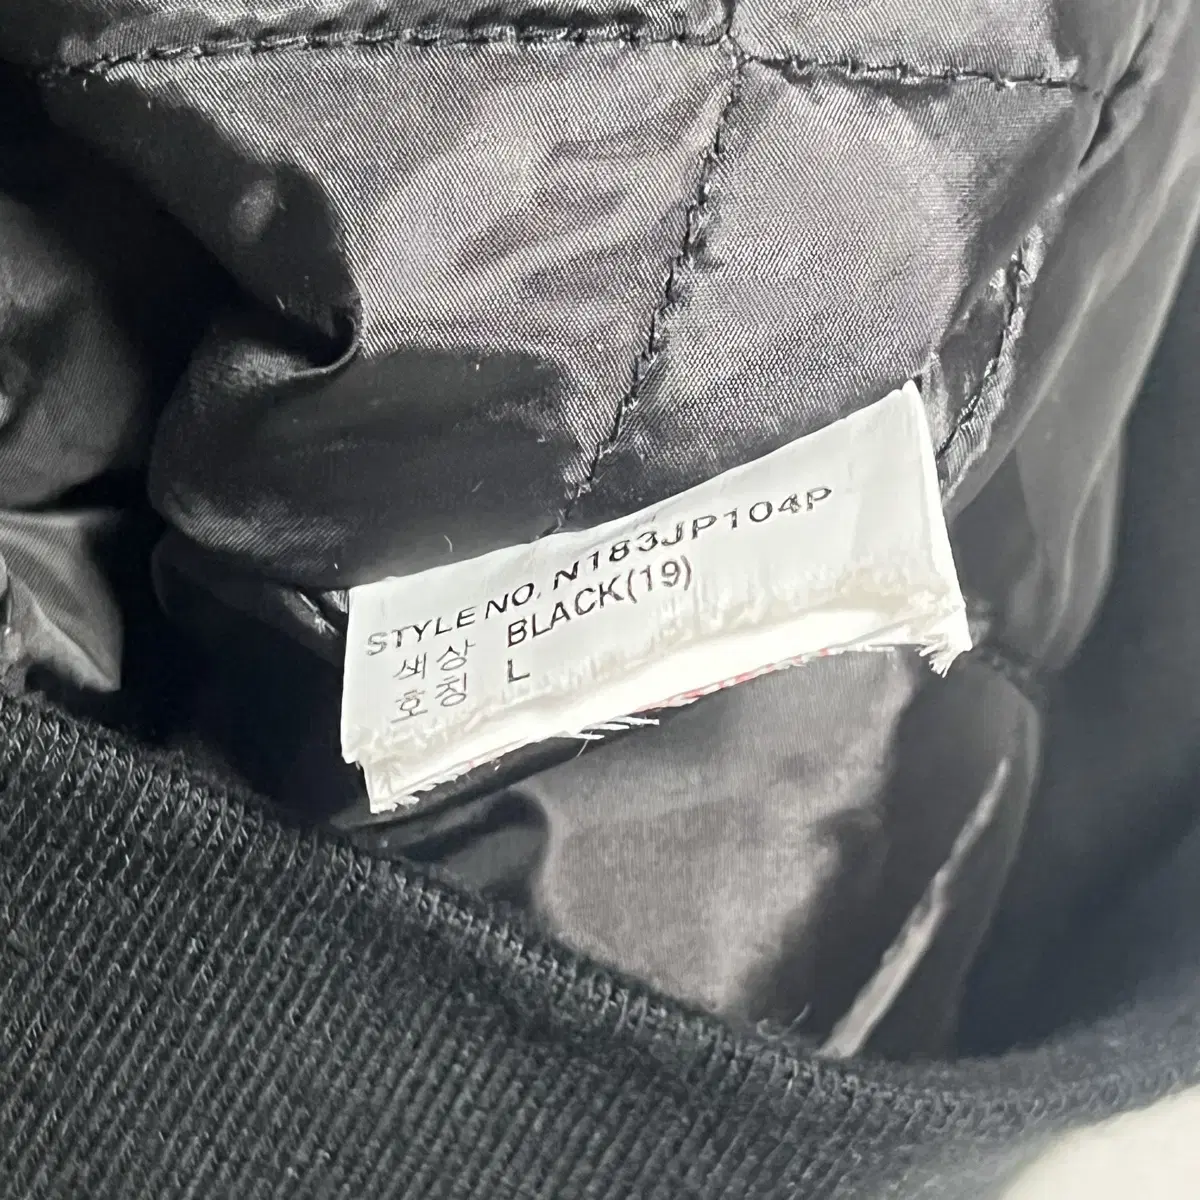 STYLE NO. N183JP104P
색상 BLACK(19)
호칭 L